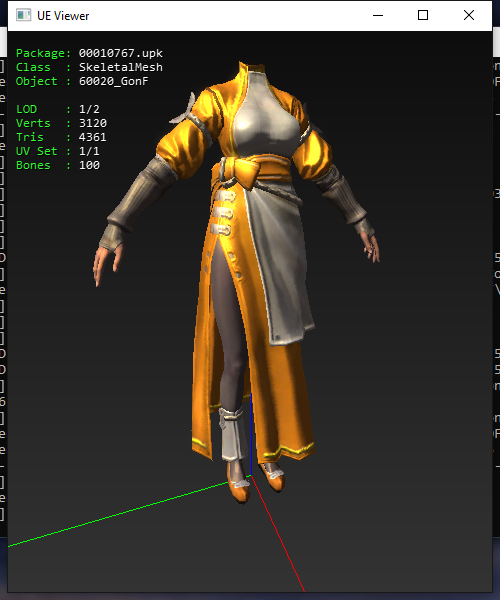 UE Viewer
Package: 00010767.upk
Class  : SkeletalMesh
Object : 60020_GonF
LOD    : 1/2
Verts  : 3120
Tris   : 4361
UV Set : 1/1
Bones  : 100